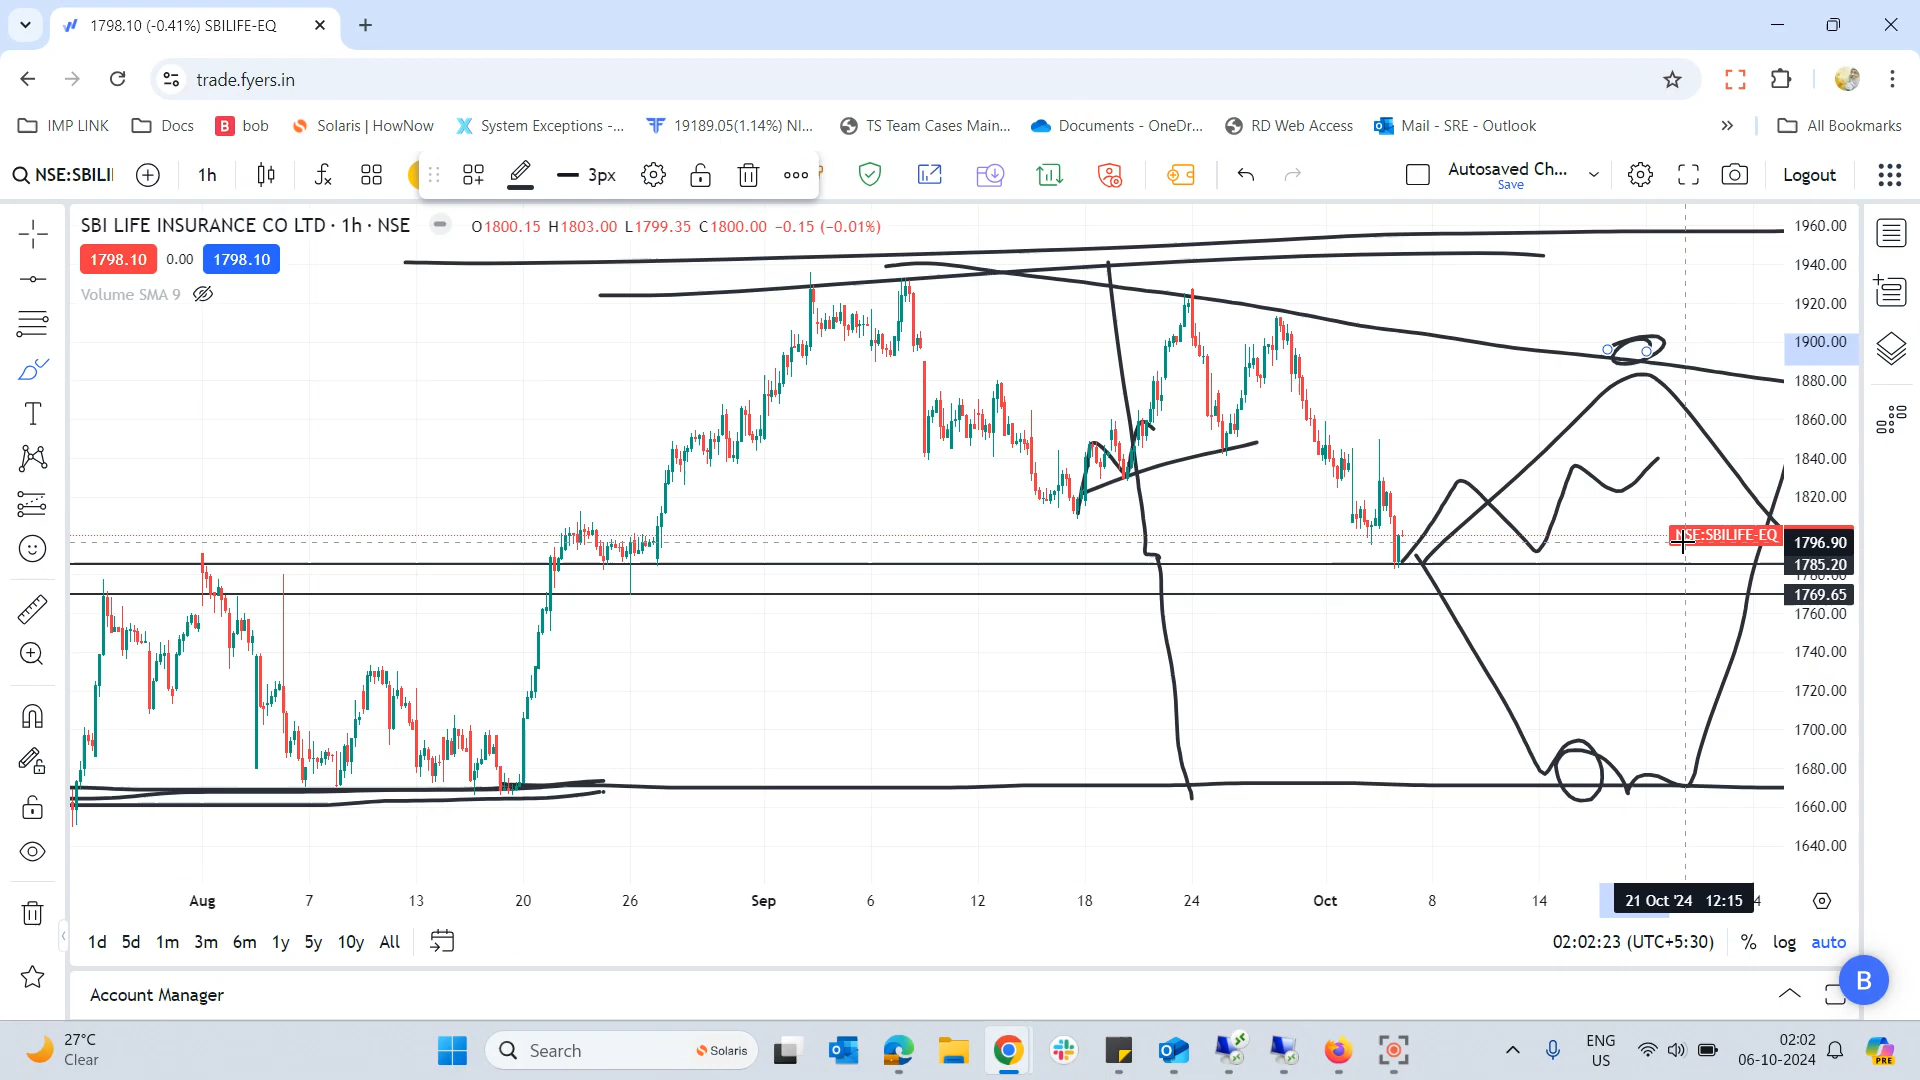 1798.10 (-0.41%) SBILIFE-EQ
trade.fyers.in
IMP LINK
Docs
B bob
Solaris | HowNow
System Exceptions -...
19189.05(1.14%) NI...
TS Team Cases Main...
Documents - OneDr...
RD Web Access
Mail - SRE - Outlook
All Bookmarks
NSE:SBILI
1h
3px
Autosaved Ch...
Save
Logout
SBI LIFE INSURANCE CO LTD · 1h · NSE
O1800.15 H1803.00 L1799.35 C1800.00 -0.15 (-0.01%)
1798.10 0.00 1798.10
Volume SMA 9
1960.00
1940.00
1920.00
1900.00
1880.00
1860.00
1840.00
1820.00
NSE:SBILIFE-EQ
1796.90
1785.20
1780.00
1769.65
1760.00
1740.00
1720.00
1700.00
1680.00
1660.00
1640.00
Aug 7 13 20 26 Sep 6 12 18 24 Oct 8 14 21 Oct '24 12:15 4
1d 5d 1m 3m 6m 1y 5y 10y All
02:02:23 (UTC+5:30) % log auto
B
Account Manager
27°C
Clear
Search
Solaris
ENG
US
02:02
06-10-2024
PRE